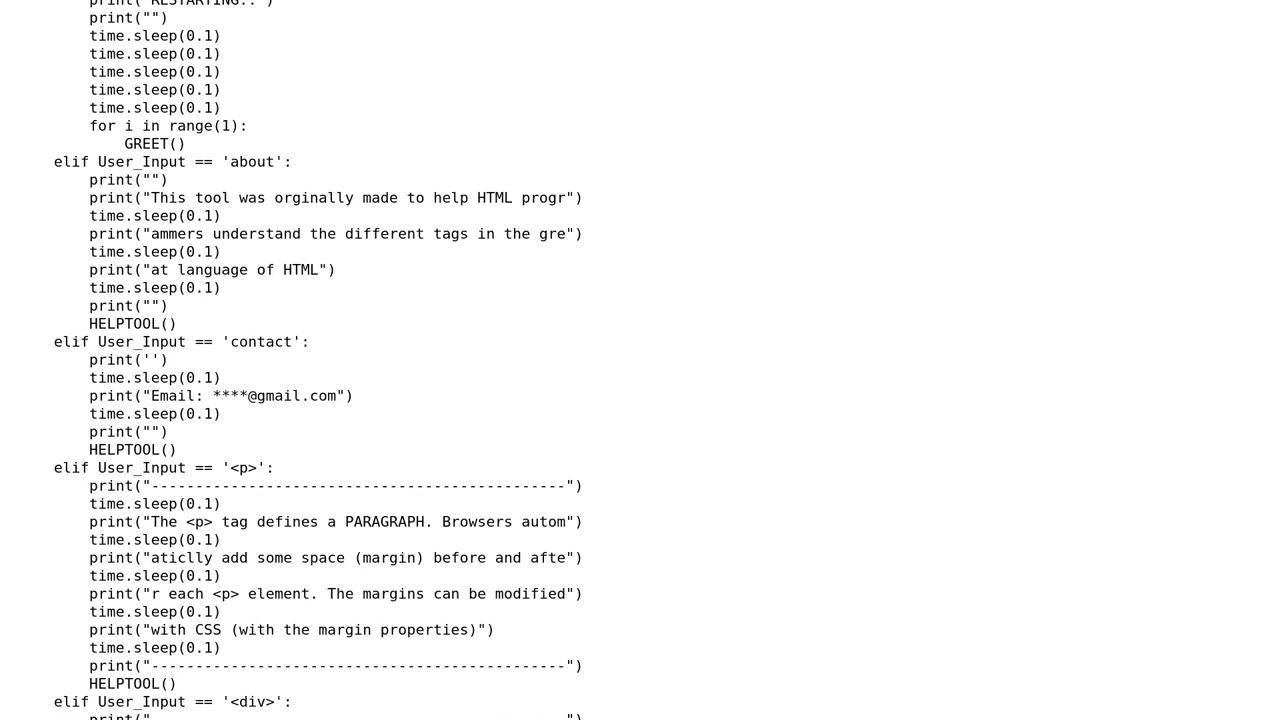 print("RESTARTING..")
print("")
time.sleep(0.1)
time.sleep(0.1)
time.sleep(0.1)
time.sleep(0.1)
time.sleep(0.1)
for i in range(1):
GREET()
elif User_Input == 'about':
print("")
print("This tool was orginally made to help HTML progr")
time.sleep(0.1)
print("ammers understand the different tags in the gre")
time.sleep(0.1)
print("at language of HTML")
time.sleep(0.1)
print("")
HELPTOOL()
elif User_Input == 'contact':
print('')
time.sleep(0.1)
print("Email: ****@gmail.com")
time.sleep(0.1)
print("")
HELPTOOL()
elif User_Input == '<p>':
print("-----------------------------------------------")
time.sleep(0.1)
print("The <p> tag defines a PARAGRAPH. Browsers autom")
time.sleep(0.1)
print("aticlly add some space (margin) before and afte")
time.sleep(0.1)
print("r each <p> element. The margins can be modified")
time.sleep(0.1)
print("with CSS (with the margin properties)")
time.sleep(0.1)
print("-----------------------------------------------")
HELPTOOL()
elif User_Input == '<div>':
print("-----------------------------------------------")